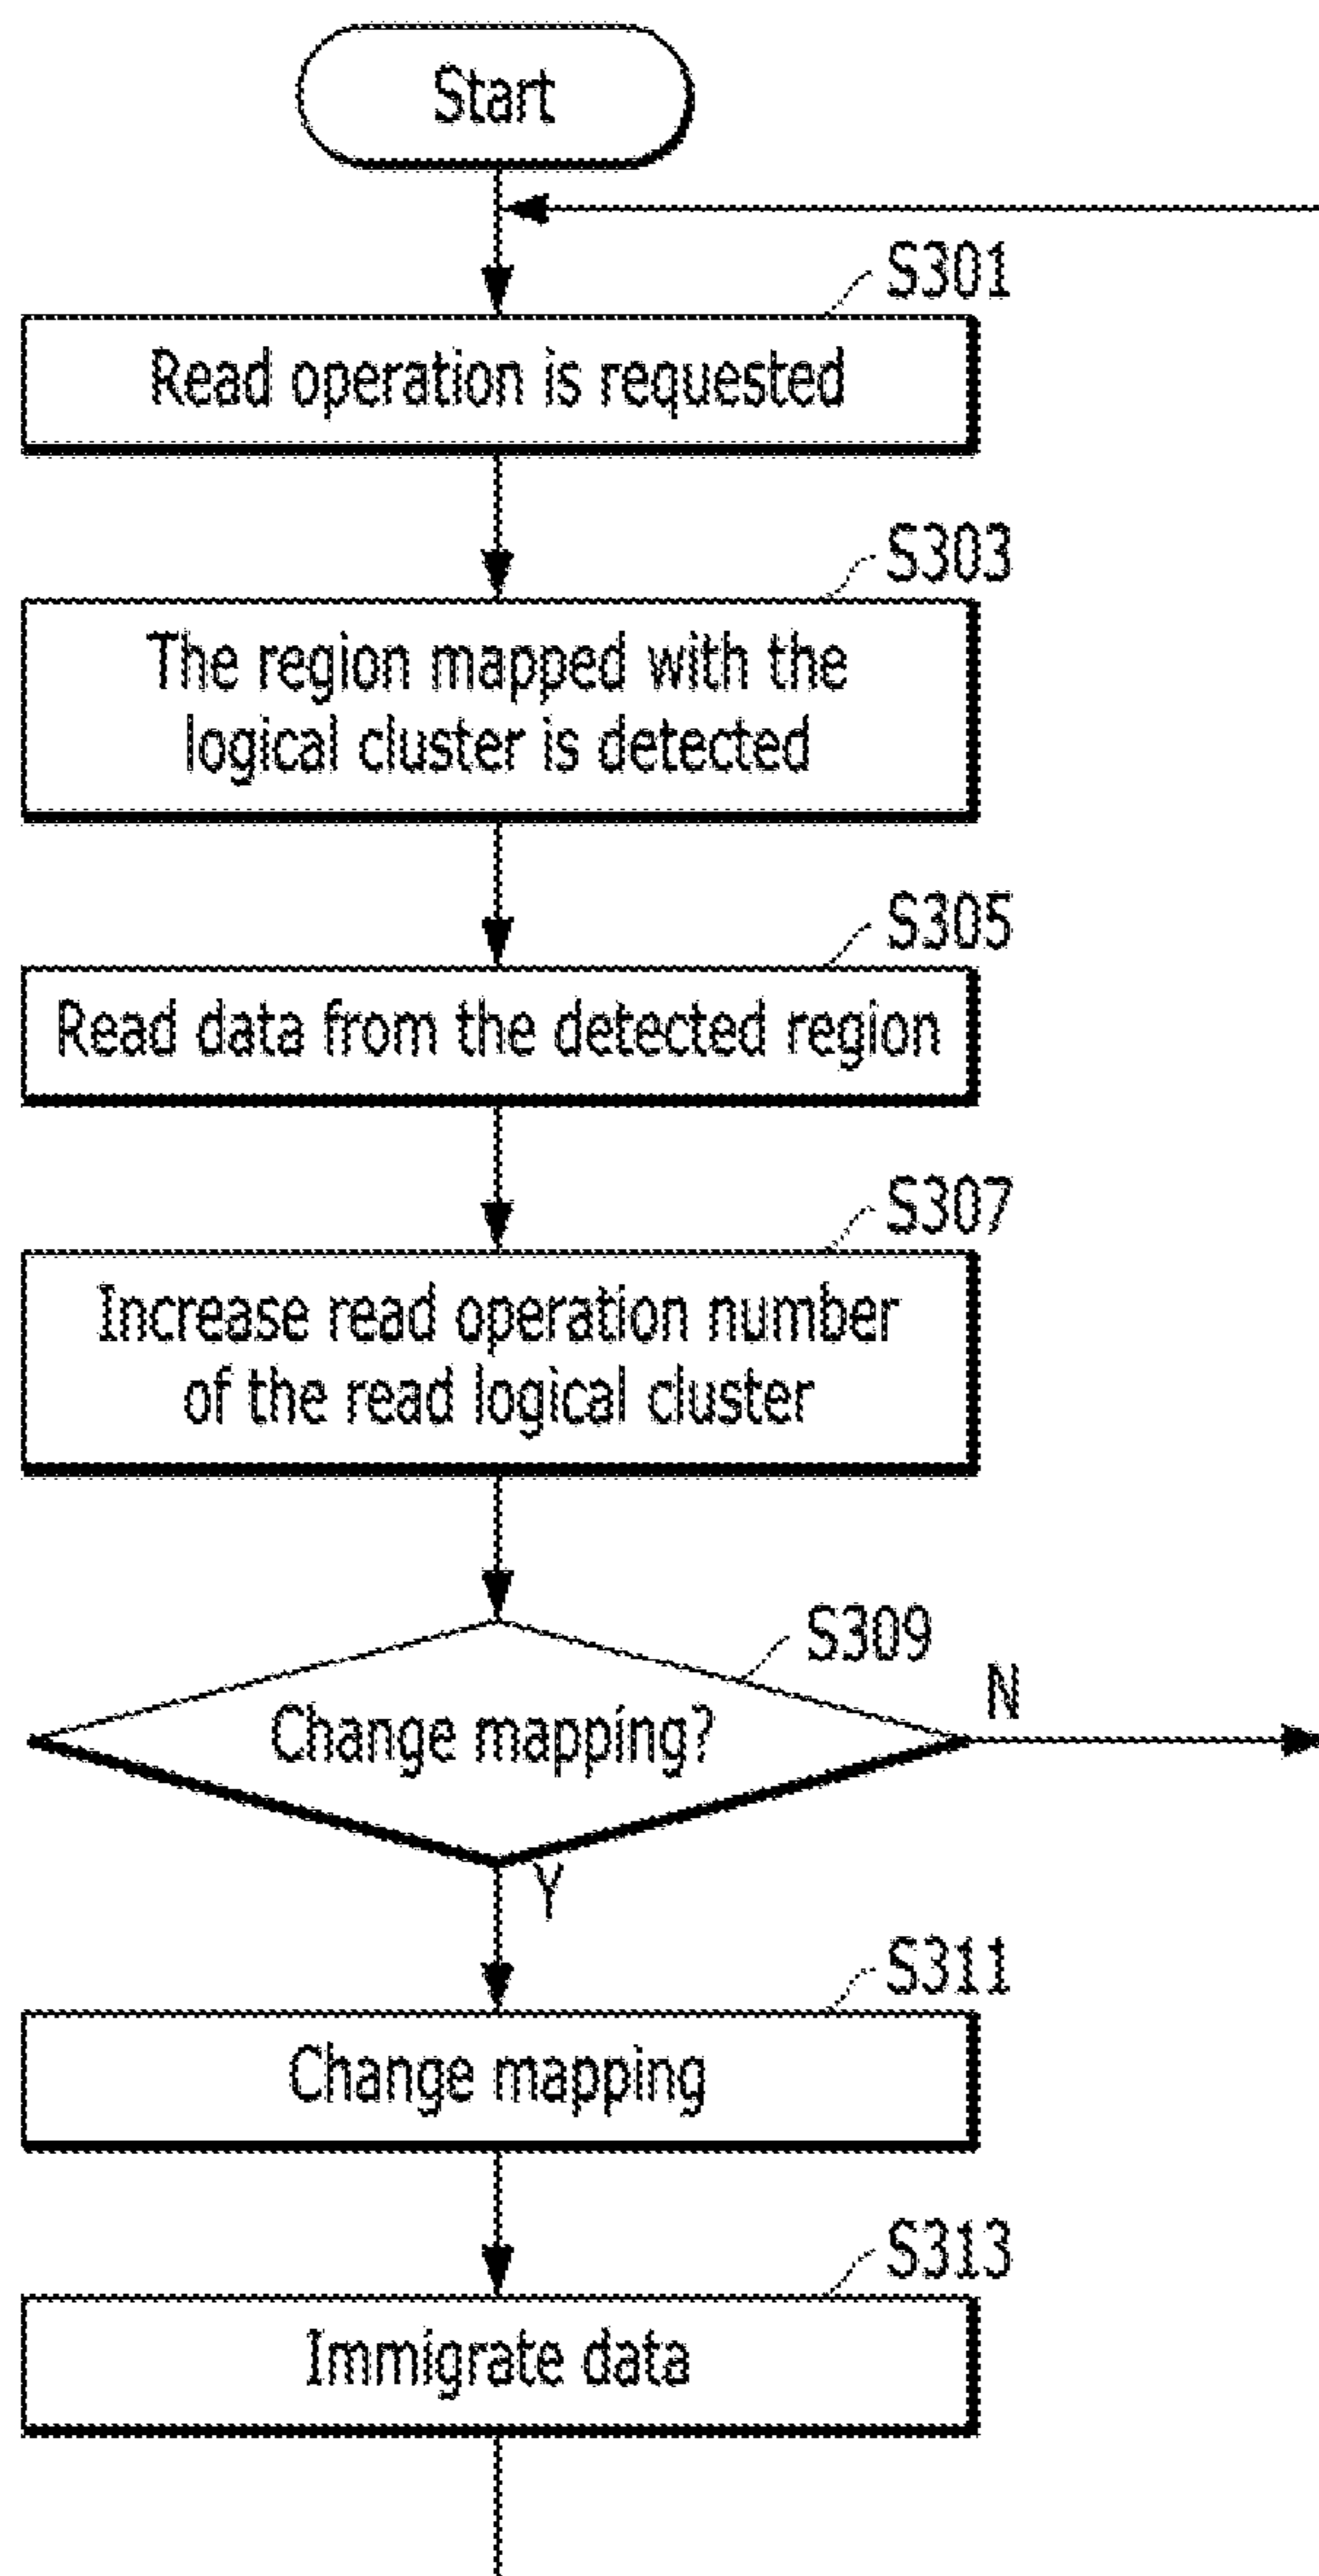 Start
S301
Read operation is requested
S303
The region mapped with the
logical cluster is detected
S305
Read data from the detected region
S307
Increase read operation number
of the read logical cluster
S309
Change mapping?
N
Y
S311
Change mapping
S313
Immigrate data